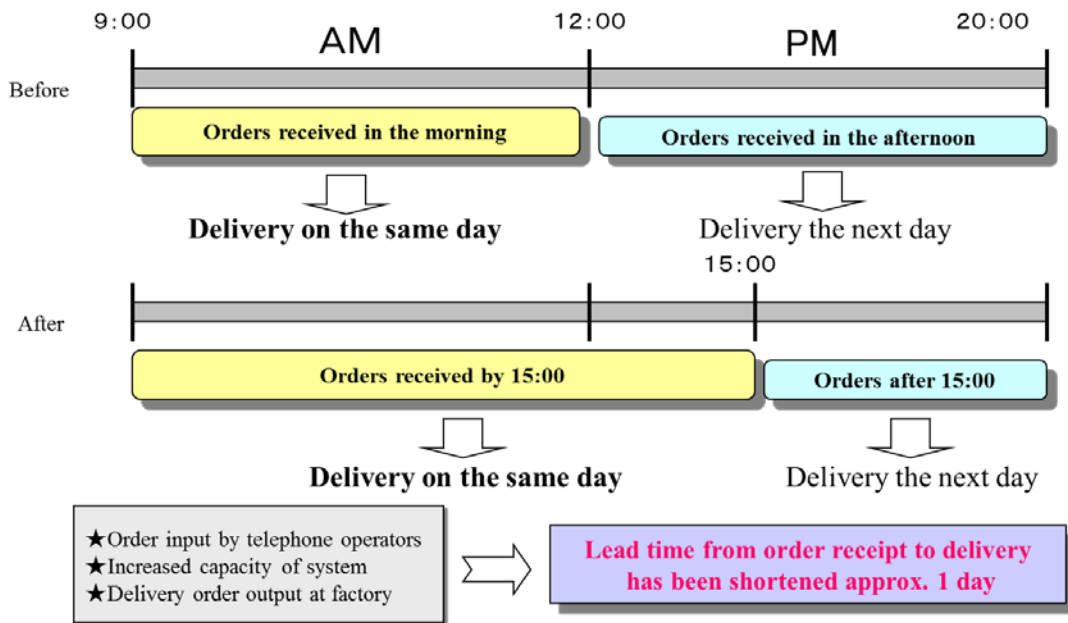 9:00
12:00
20:00
AM
PM
Before
Orders received in the morning
Orders received in the afternoon
Delivery on the same day
Delivery the next day
15:00
After
Orders received by 15:00
Orders after 15:00
Delivery on the same day
Delivery the next day
★Order input by telephone operators
★Increased capacity of system
★Delivery order output at factory
Lead time from order receipt to delivery
has been shortened approx. 1 day